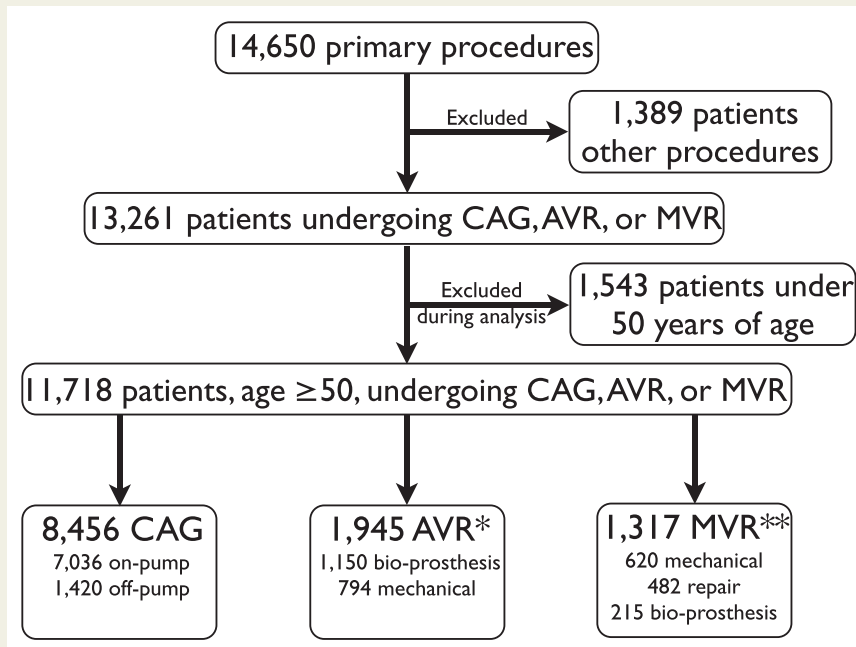 14,650 primary procedures
Excluded
1,389 patients
other procedures
13,261 patients undergoing CAG, AVR, or MVR
Excluded
during analysis
1,543 patients under
50 years of age
11,718 patients, age ≥50, undergoing CAG, AVR, or MVR
8,456 CAG
7,036 on-pump
1,420 off-pump
1,945 AVR*
1,150 bio-prosthesis
794 mechanical
1,317 MVR**
620 mechanical
482 repair
215 bio-prosthesis